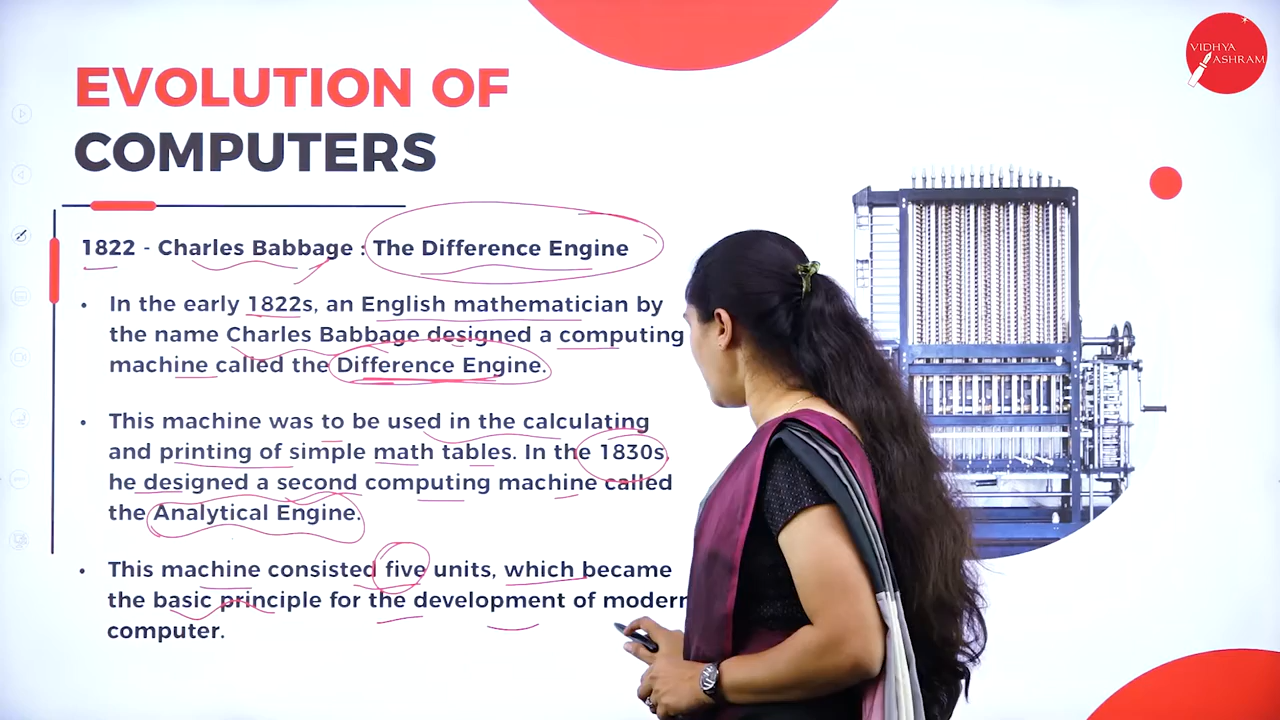 VIDHYA
ASHRAM
EVOLUTION OF
COMPUTERS
1822 - Charles Babbage : The Difference Engine
• In the early 1822s, an English mathematician by
the name Charles Babbage designed a computing
machine called the Difference Engine.
• This machine was to be used in the calculating
and printing of simple math tables. In the 1830s,
he designed a second computing machine called
the Analytical Engine.
• This machine consisted five units, which became
the basic principle for the development of modern
computer.